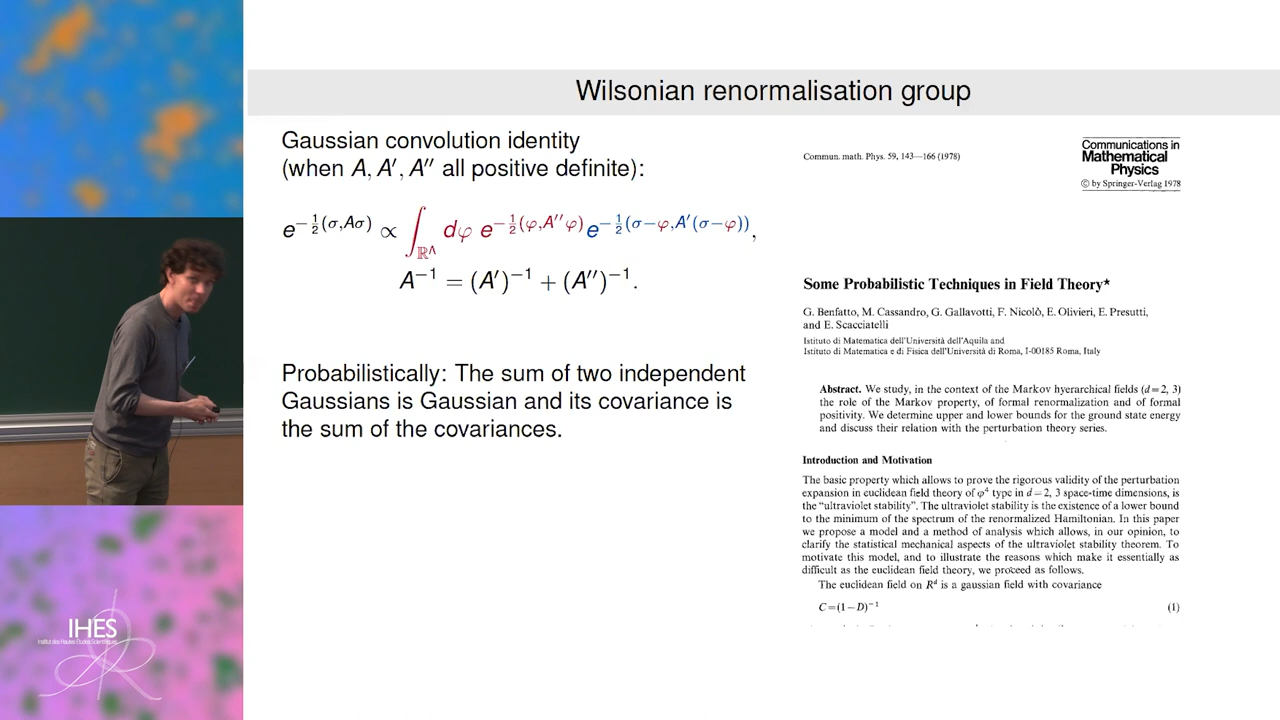 Wilsonian renormalisation group
Gaussian convolution identity
(when A, A′, A″ all positive definite):
e^{−½(σ,Aσ)} ∝ ∫_{ℝ^Λ} dφ e^{−½(φ,A″φ)} e^{−½(σ−φ,A′(σ−φ))},
A⁻¹ = (A′)⁻¹ + (A″)⁻¹.
Probabilistically: The sum of two independent
Gaussians is Gaussian and its covariance is
the sum of the covariances.
Commun. math. Phys. 59, 143—166 (1978)
Communications in
Mathematical
Physics
© by Springer-Verlag 1978
Some Probabilistic Techniques in Field Theory*
G. Benfatto, M. Cassandro, G. Gallavotti, F. Nicolò, E. Olivieri, E. Presutti,
and E. Scacciatelli
Istituto di Matematica dell'Università dell'Aquila and
Istituto di Matematica e di Fisica dell'Università di Roma, I-00185 Roma, Italy
Abstract. We study, in the context of the Markov hyerarchical fields (d=2, 3)
the role of the Markov property, of formal renormalization and of formal
positivity. We determine upper and lower bounds for the ground state energy
and discuss their relation with the perturbation theory series.
Introduction and Motivation
The basic property which allows to prove the rigorous validity of the perturbation
expansion in euclidean field theory of φ⁴ type in d=2, 3 space-time dimensions, is
the "ultraviolet stability". The ultraviolet stability is the existence of a lower bound
to the minimum of the spectrum of the renormalized Hamiltonian. In this paper
we propose a model and a method of analysis which allows, in our opinion, to
clarify the statistical mechanical aspects of the ultraviolet stability theorem. To
motivate this model, and to illustrate the reasons which make it essentially as
difficult as the euclidean field theory, we proceed as follows.
The euclidean field on R^d is a gaussian field with covariance
C=(1−D)⁻¹ (1)
IHES
Institut des Hautes Études Scientifiques